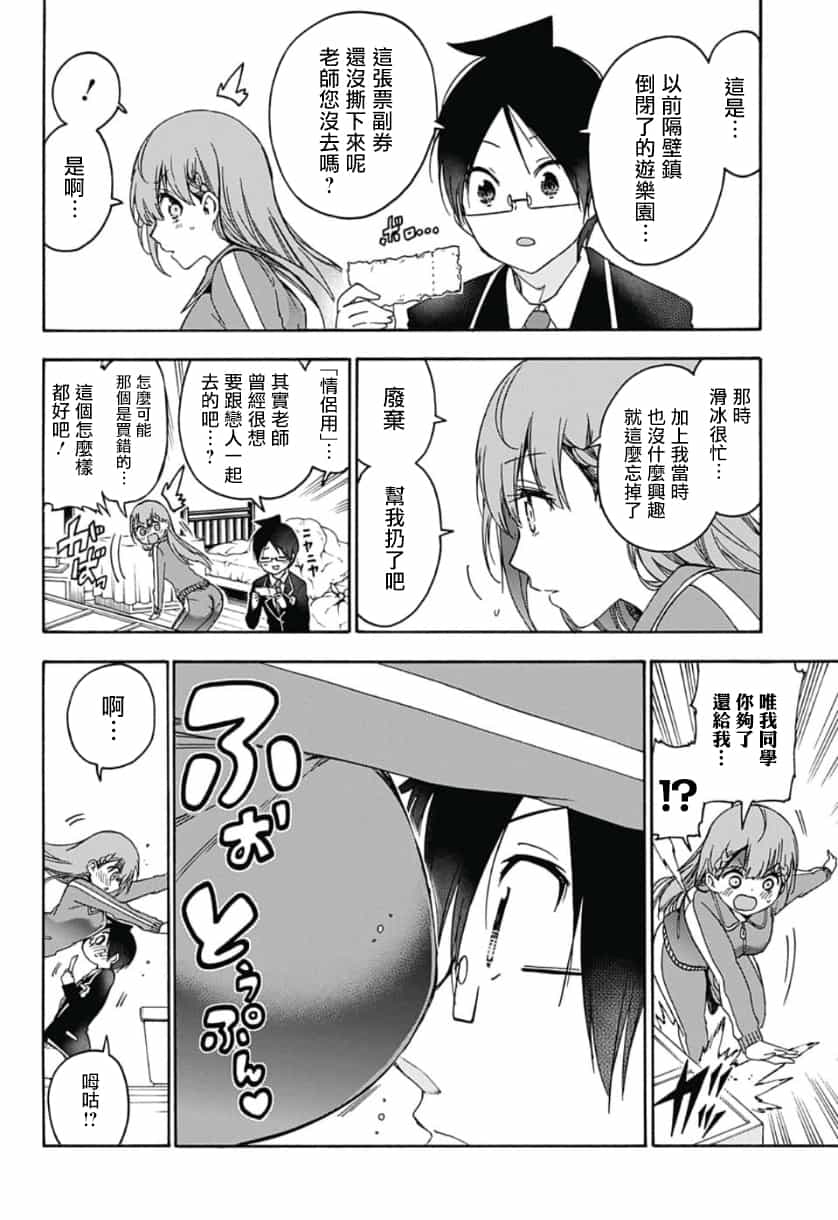 這是…
以前隔壁鎮
倒閉了的遊樂園…
這張票副券
還沒撕下來呢
老師您沒去嗎?
ボロ…
!
是啊…
那時
滑冰很忙…
加上我當時
也沒什麼興趣
就這麼忘掉了
廢棄
幫我扔了吧
「情侶用」…
其實老師
曾經很想
要跟戀人一起
去的吧…?
ニヤニヤ
怎麼可能
那個是買錯的…
這個怎麼樣
都好吧!
唯我同學
你夠了
還給我…
!?
ふぉとぅ。ぷん♡
啊…
呣咕!?